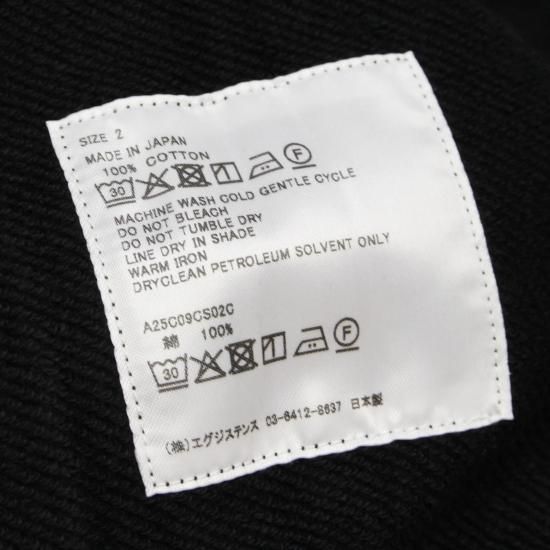 SIZE 2
MADE IN JAPAN
100% COTTON
30 F
MACHINE WASH COLD GENTLE CYCLE
DO NOT BLEACH
DO NOT TUMBLE DRY
LINE DRY IN SHADE
WARM IRON
DRYCLEAN PETROLEUM SOLVENT ONLY
A25C09CS02C
綿 100%
30 F
(株)エグジステンス 03-6412-8637 日本製